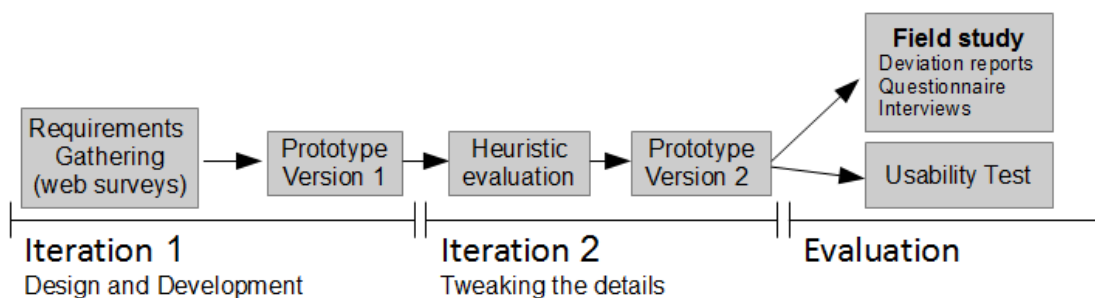 Requirements
Gathering
(web surveys)
Prototype
Version 1
Heuristic
evaluation
Prototype
Version 2
Field study
Deviation reports
Questionnaire
Interviews
Usability Test
Iteration 1
Design and Development
Iteration 2
Tweaking the details
Evaluation